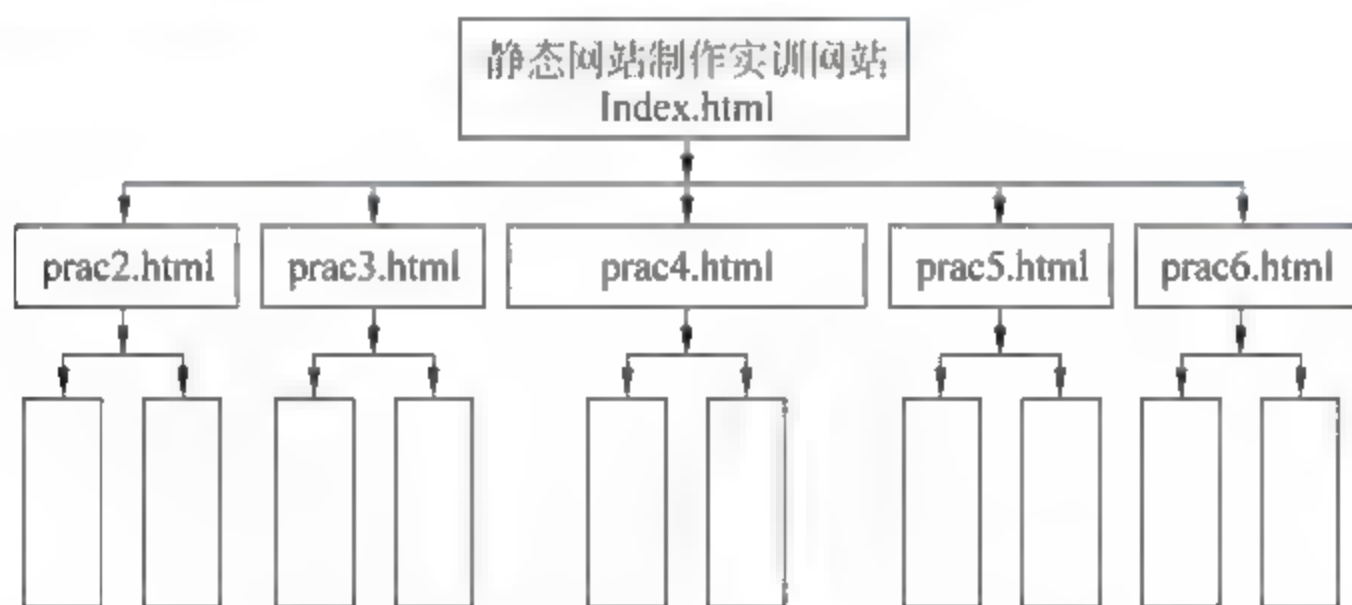 静态网站制作实训网站
Index.html
prac2.html
prac3.html
prac4.html
prac5.html
prac6.html